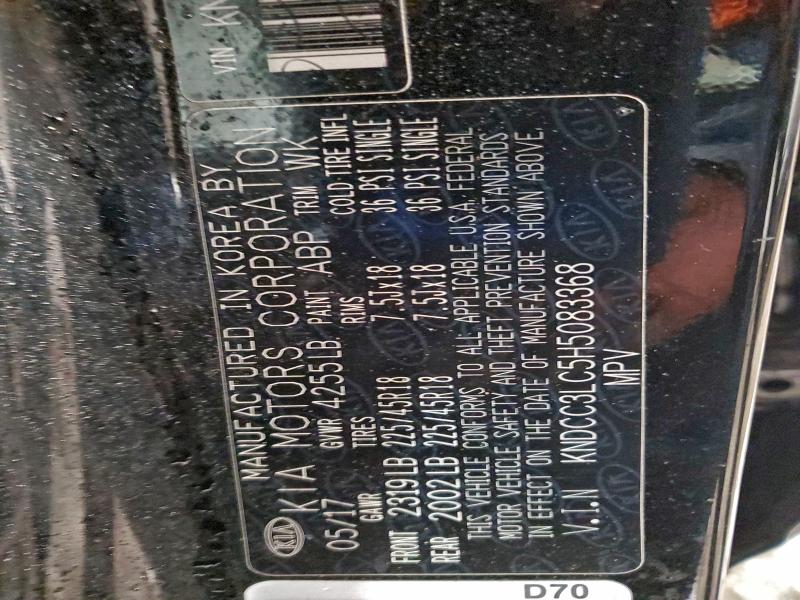 VIN KN
MANUFACTURED IN KOREA BY
KIA KIA MOTORS CORPORATION
05/17 GVWR 4255LB PAINT ABP TRIM WK
GAWR TIRES RIMS COLD TIRE INFL
FRONT 2319LB 225/45R18 7.5Jx18 36 PSI SINGLE
REAR 2002LB 225/45R18 7.5Jx18 36 PSI SINGLE
THIS VEHICLE CONFORMS TO ALL APPLICABLE U.S.A. FEDERAL
MOTOR VEHICLE SAFETY AND THEFT PREVENTION STANDARDS
IN EFFECT ON THE DATE OF MANUFACTURE SHOWN ABOVE.
V.I.N KNDCC3LC5H5083368
MPV
D70